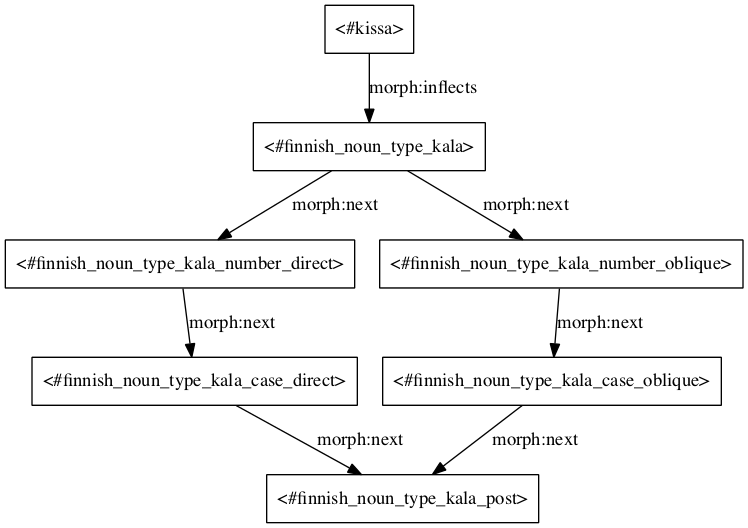 <#kissa>
morph:inflects
<#finnish_noun_type_kala>
morph:next morph:next
<#finnish_noun_type_kala_number_direct> <#finnish_noun_type_kala_number_oblique>
morph:next morph:next
<#finnish_noun_type_kala_case_direct> <#finnish_noun_type_kala_case_oblique>
morph:next morph:next
<#finnish_noun_type_kala_post>